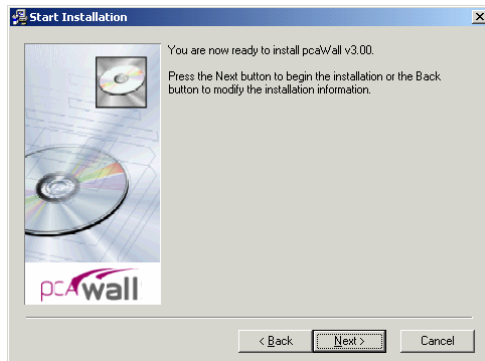 Start Installation
You are now ready to install pcaWall v3.00.
Press the Next button to begin the installation or the Back
button to modify the installation information.
pcAwall
< Back
Next >
Cancel